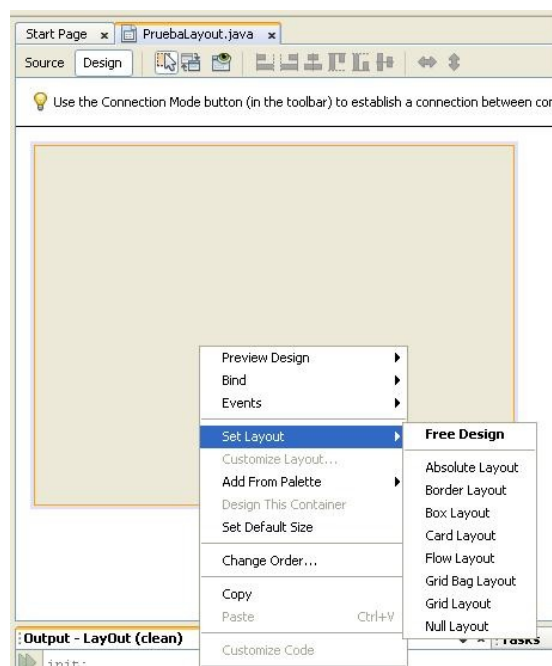 Start Page x PruebaLayout.java x
Source Design
Use the Connection Mode button (in the toolbar) to establish a connection between
Preview Design
Bind
Events
Set Layout
Customize Layout...
Add From Palette
Design This Container
Set Default Size
Change Order...
Copy
Paste Ctrl+V
Customize Code
Free Design
Absolute Layout
Border Layout
Box Layout
Card Layout
Flow Layout
Grid Bag Layout
Grid Layout
Null Layout
Output - LayOut (clean)
Tasks
init: